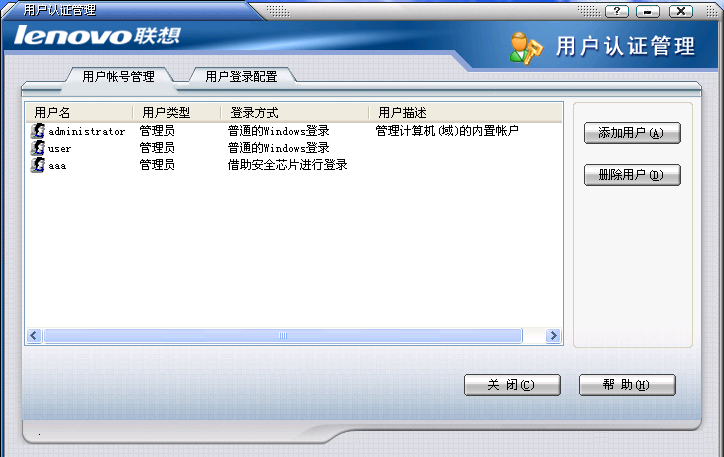 用户认证管理
lenovo联想
用户认证管理
用户帐号管理 用户登录配置
用户名 用户类型 登录方式 用户描述
administrator 管理员 普通的Windows登录 管理计算机(域)的内置帐户
user 管理员 普通的Windows登录
aaa 管理员 借助安全芯片进行登录
添加用户(A)
删除用户(D)
关 闭(C) 帮 助(H)